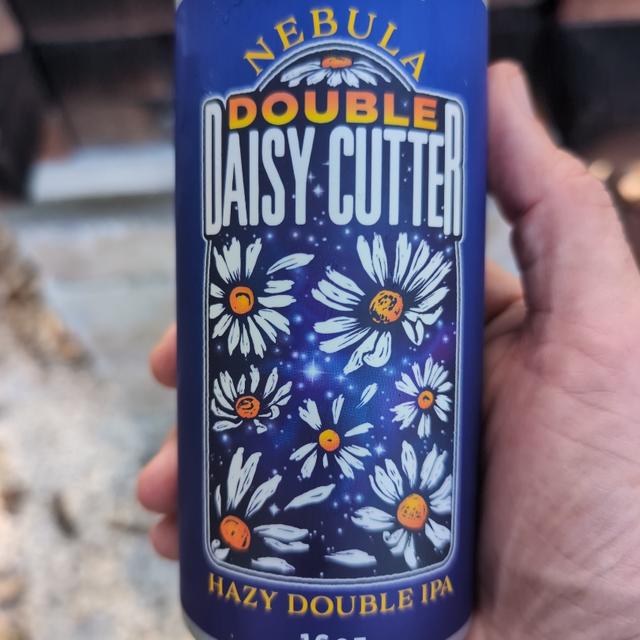 NEBULA
DOUBLE
DAISY CUTTER
HAZY DOUBLE IPA